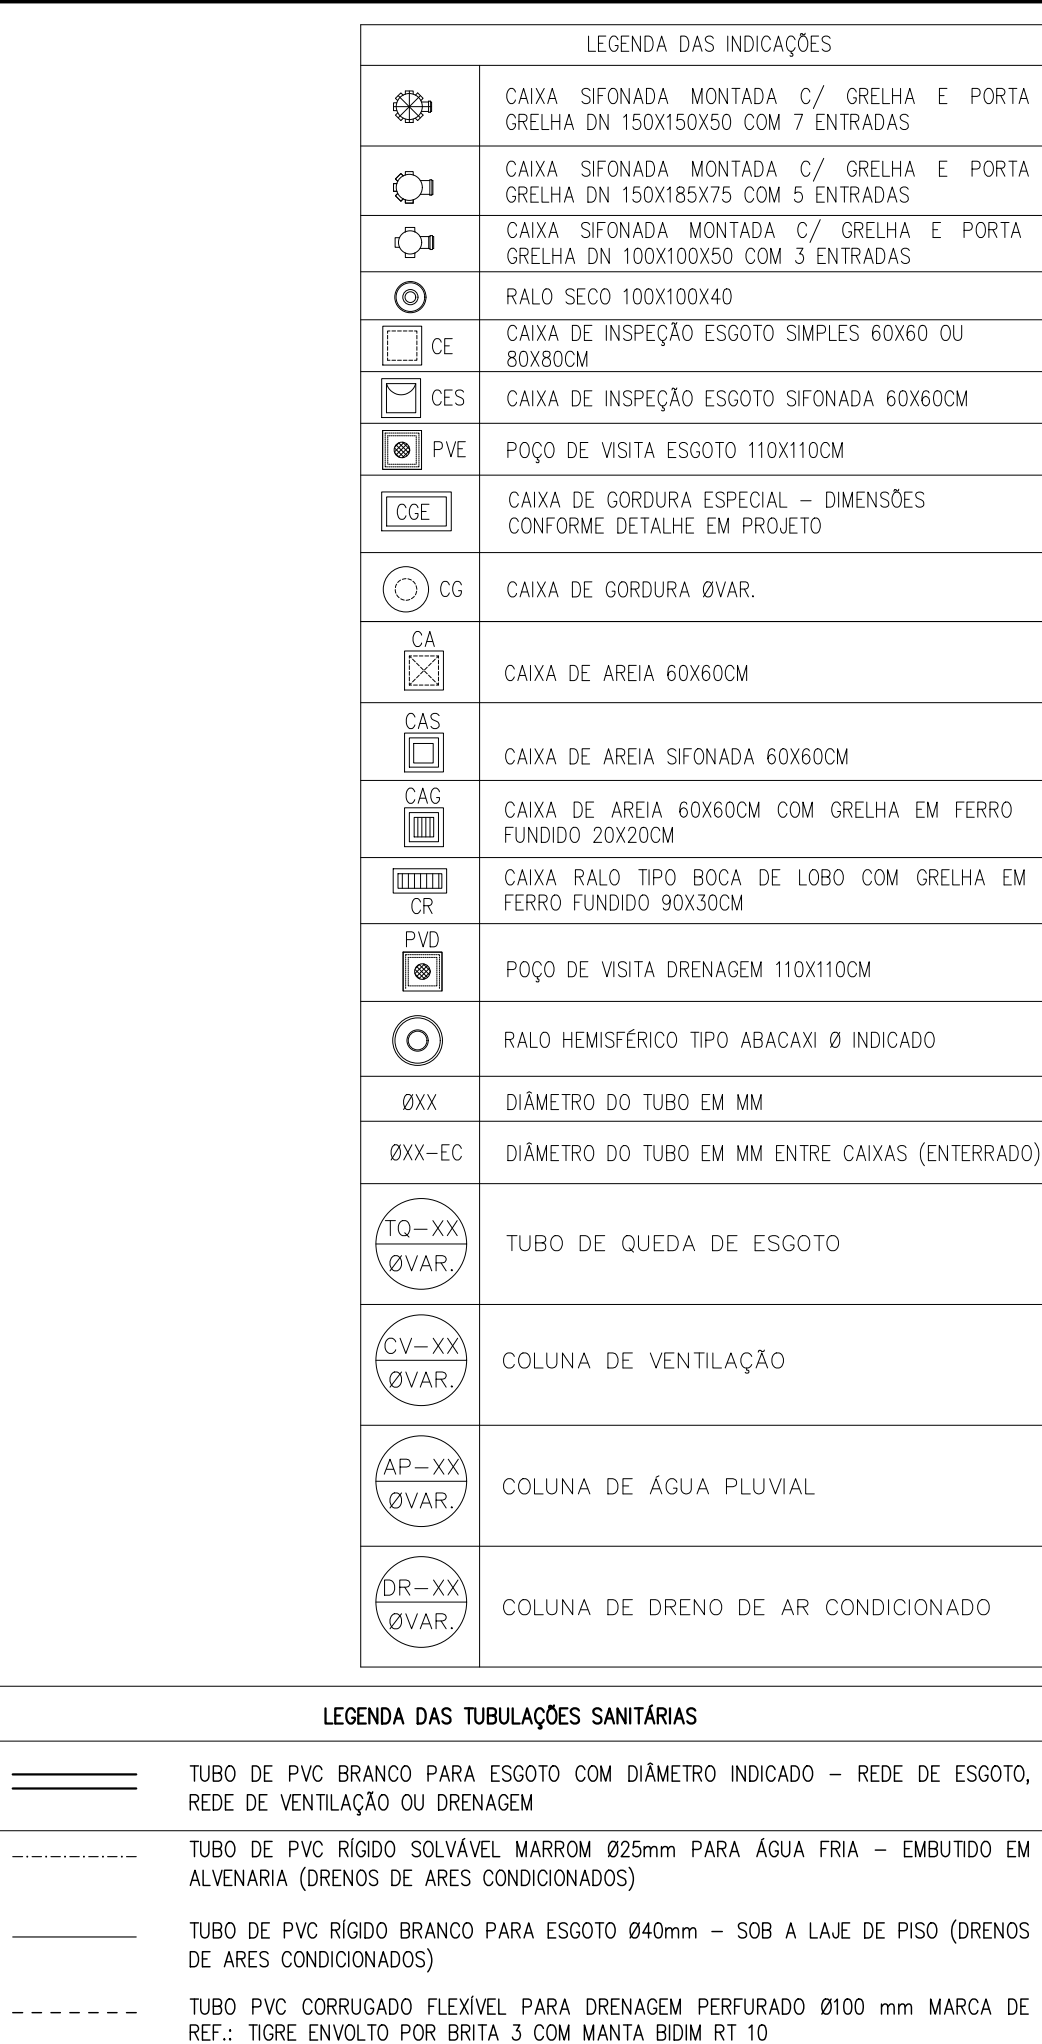 LEGENDA DAS INDICAÇÕES
CAIXA SIFONADA MONTADA C/ GRELHA E PORTA
GRELHA DN 150X150X50 COM 7 ENTRADAS
CAIXA SIFONADA MONTADA C/ GRELHA E PORTA
GRELHA DN 150X185X75 COM 5 ENTRADAS
CAIXA SIFONADA MONTADA C/ GRELHA E PORTA
GRELHA DN 100X100X50 COM 3 ENTRADAS
RALO SECO 100X100X40
CE
CAIXA DE INSPEÇÃO ESGOTO SIMPLES 60X60 OU
80X80CM
CES
CAIXA DE INSPEÇÃO ESGOTO SIFONADA 60X60CM
PVE
POÇO DE VISITA ESGOTO 110X110CM
CGE
CAIXA DE GORDURA ESPECIAL – DIMENSÕES
CONFORME DETALHE EM PROJETO
CG
CAIXA DE GORDURA ØVAR.
CA
CAIXA DE AREIA 60X60CM
CAS
CAIXA DE AREIA SIFONADA 60X60CM
CAG
CAIXA DE AREIA 60X60CM COM GRELHA EM FERRO
FUNDIDO 20X20CM
CAIXA RALO TIPO BOCA DE LOBO COM GRELHA EM
FERRO FUNDIDO 90X30CM
CR
PVD
POÇO DE VISITA DRENAGEM 110X110CM
RALO HEMISFÉRICO TIPO ABACAXI Ø INDICADO
ØXX
DIÂMETRO DO TUBO EM MM
ØXX–EC
DIÂMETRO DO TUBO EM MM ENTRE CAIXAS (ENTERRADO)
TQ–XX
ØVAR.
TUBO DE QUEDA DE ESGOTO
CV–XX
ØVAR.
COLUNA DE VENTILAÇÃO
AP–XX
ØVAR.
COLUNA DE ÁGUA PLUVIAL
DR–XX
ØVAR.
COLUNA DE DRENO DE AR CONDICIONADO
LEGENDA DAS TUBULAÇÕES SANITÁRIAS
TUBO DE PVC BRANCO PARA ESGOTO COM DIÂMETRO INDICADO – REDE DE ESGOTO,
REDE DE VENTILAÇÃO OU DRENAGEM
TUBO DE PVC RÍGIDO SOLVÁVEL MARROM Ø25mm PARA ÁGUA FRIA – EMBUTIDO EM
ALVENARIA (DRENOS DE ARES CONDICIONADOS)
TUBO DE PVC RÍGIDO BRANCO PARA ESGOTO Ø40mm – SOB A LAJE DE PISO (DRENOS
DE ARES CONDICIONADOS)
TUBO PVC CORRUGADO FLEXÍVEL PARA DRENAGEM PERFURADO Ø100 mm MARCA DE
REF.: TIGRE ENVOLTO POR BRITA 3 COM MANTA BIDIM RT 10